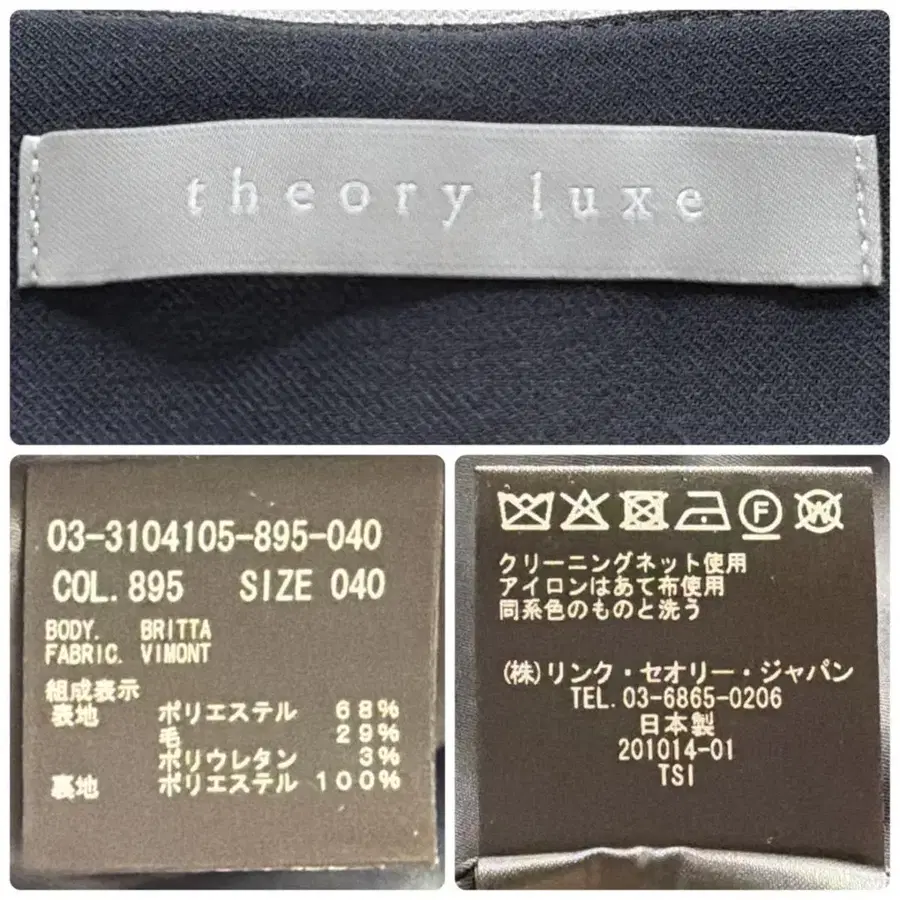 theory luxe
03-3104105-895-040
COL. 895 SIZE 040
BODY. BRITTA
FABRIC. VIMONT
組成表示
表地 ポリエステル 68%
毛 29%
ポリウレタン 3%
裏地 ポリエステル 100%
F W
クリーニングネット使用
アイロンはあて布使用
同系色のものと洗う
(株)リンク・セオリー・ジャパン
TEL. 03-6865-0206
日本製
201014-01
TSI